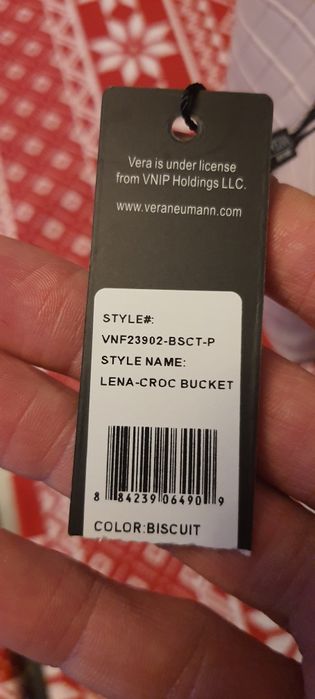 Vera is under license
from VNIP Holdings LLC.
www.veraneumann.com
STYLE#:
VNF23902-BSCT-P
STYLE NAME:
LENA-CROC BUCKET
8 84239 06490 9
COLOR:BISCUIT